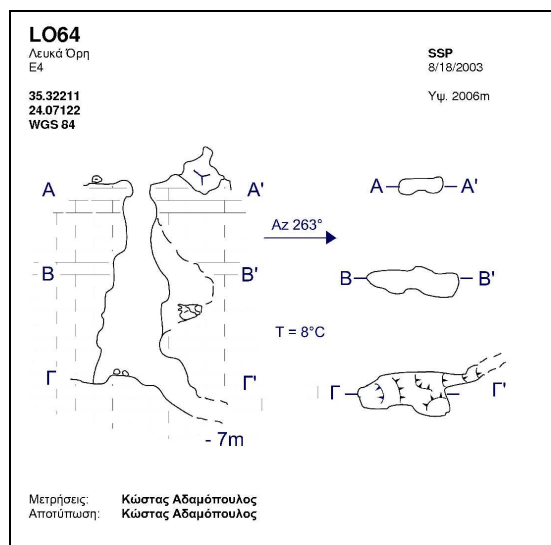 LO64
Λευκά Όρη
E4
SSP
8/18/2003
35.32211
24.07122
WGS 84
Υψ. 2006m
A
A'
A
A'
Az 263°
B
B'
B
B'
T = 8°C
Γ
Γ'
Γ
Γ'
- 7m
Μετρήσεις: Κώστας Αδαμόπουλος
Αποτύπωση: Κώστας Αδαμόπουλος